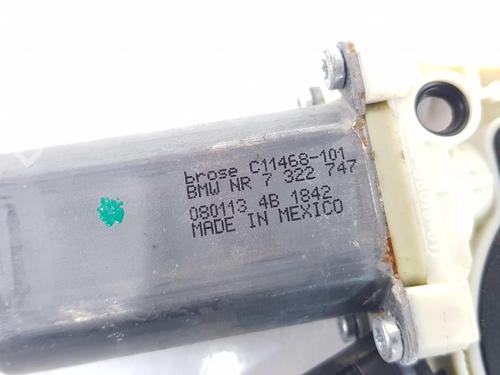 brose C11468-101
BMW NR 7 322 747
080113 4B 1842
MADE IN MEXICO